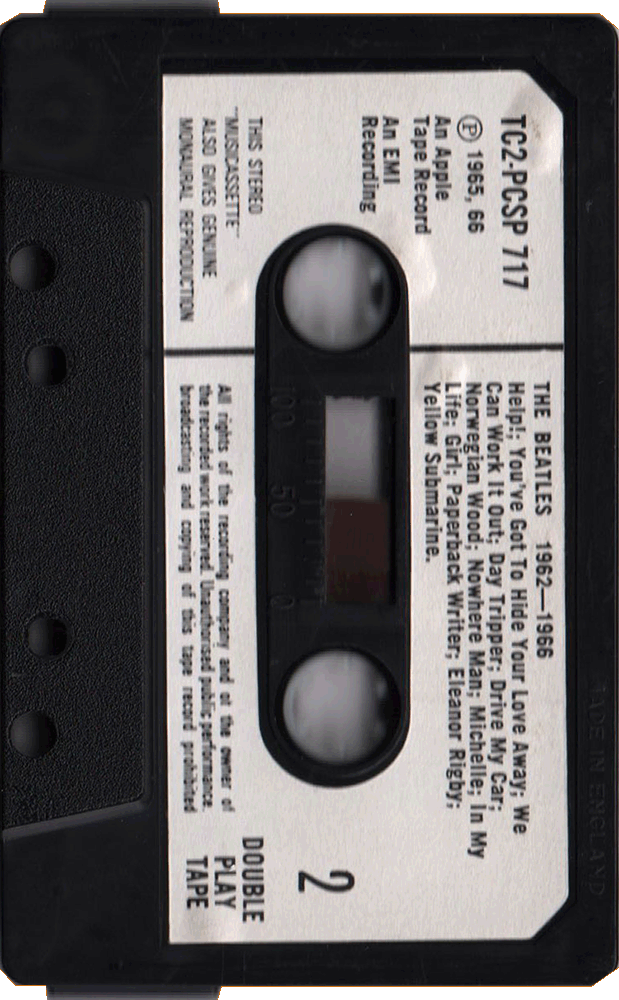 TC2-PCSP 717
Ⓟ 1965, 66
An Apple
Tape Record
An EMI
Recording
THE BEATLES 1962—1966
Help!; You've Got To Hide Your Love Away; We
Can Work It Out; Day Tripper; Drive My Car;
Norwegian Wood; Nowhere Man; Michelle; In My
Life; Girl; Paperback Writer; Eleanor Rigby;
Yellow Submarine.
2
100 50 0
THIS STEREO
"MUSICASSETTE"
ALSO GIVES GENUINE
MONAURAL REPRODUCTION
All rights of the recording company and of the owner of
the recorded work reserved. Unauthorised public performance,
broadcasting and copying of this tape record prohibited
DOUBLE
PLAY
TAPE
MADE IN ENGLAND